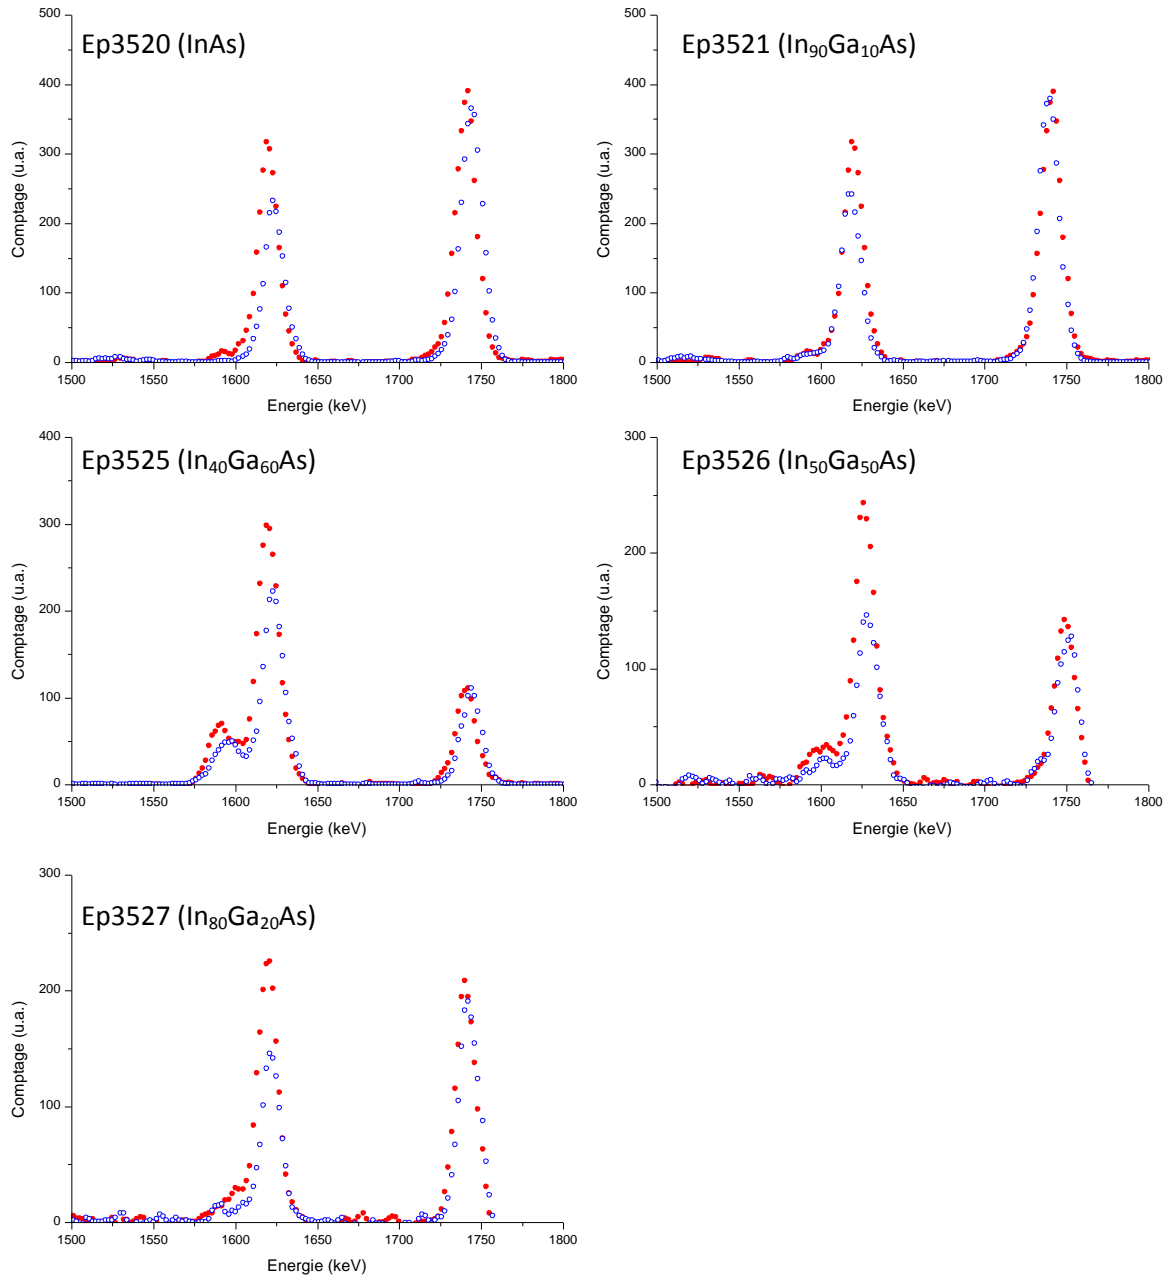 Ep3520 (InAs)
Comptage (u.a.)
500
400
300
200
100
0
1500 1550 1600 1650 1700 1750 1800
Energie (keV)
Ep3521 (In₉₀Ga₁₀As)
Comptage (u.a.)
500
400
300
200
100
0
1500 1550 1600 1650 1700 1750 1800
Energie (keV)
Ep3525 (In₄₀Ga₆₀As)
Comptage (u.a.)
400
300
200
100
0
1500 1550 1600 1650 1700 1750 1800
Energie (keV)
Ep3526 (In₅₀Ga₅₀As)
Comptage (u.a.)
300
200
100
0
1500 1550 1600 1650 1700 1750 1800
Energie (keV)
Ep3527 (In₈₀Ga₂₀As)
Comptage (u.a.)
300
200
100
0
1500 1550 1600 1650 1700 1750 1800
Energie (keV)